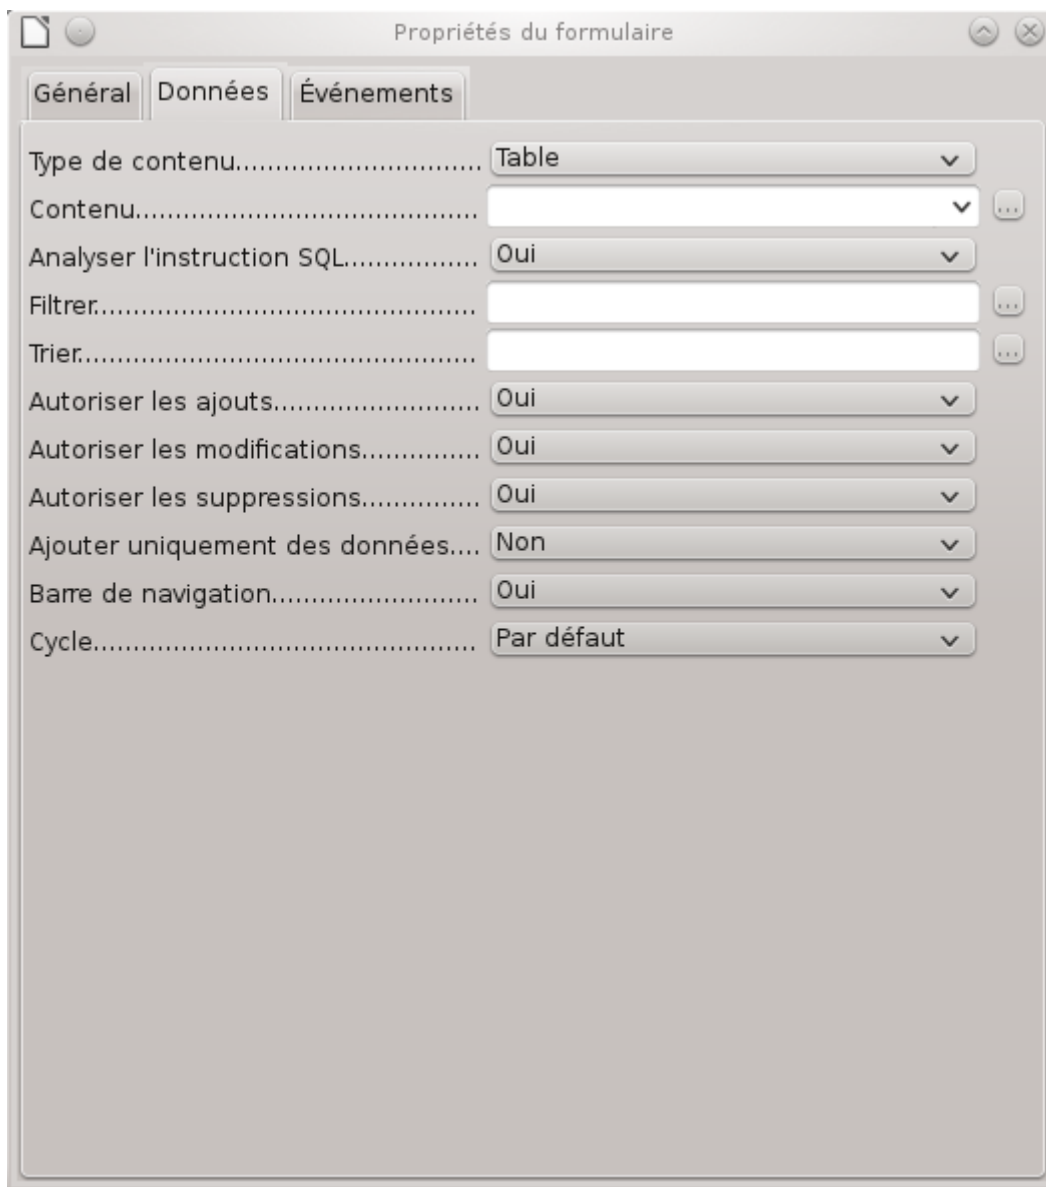 Propriétés du formulaire
Général Données Événements
Type de contenu............................... Table
Contenu........................................... ...
Analyser l'instruction SQL................. Oui
Filtrer................................................ ...
Trier.................................................. ...
Autoriser les ajouts.......................... Oui
Autoriser les modifications............... Oui
Autoriser les suppressions............... Oui
Ajouter uniquement des données.... Non
Barre de navigation.......................... Oui
Cycle................................................ Par défaut